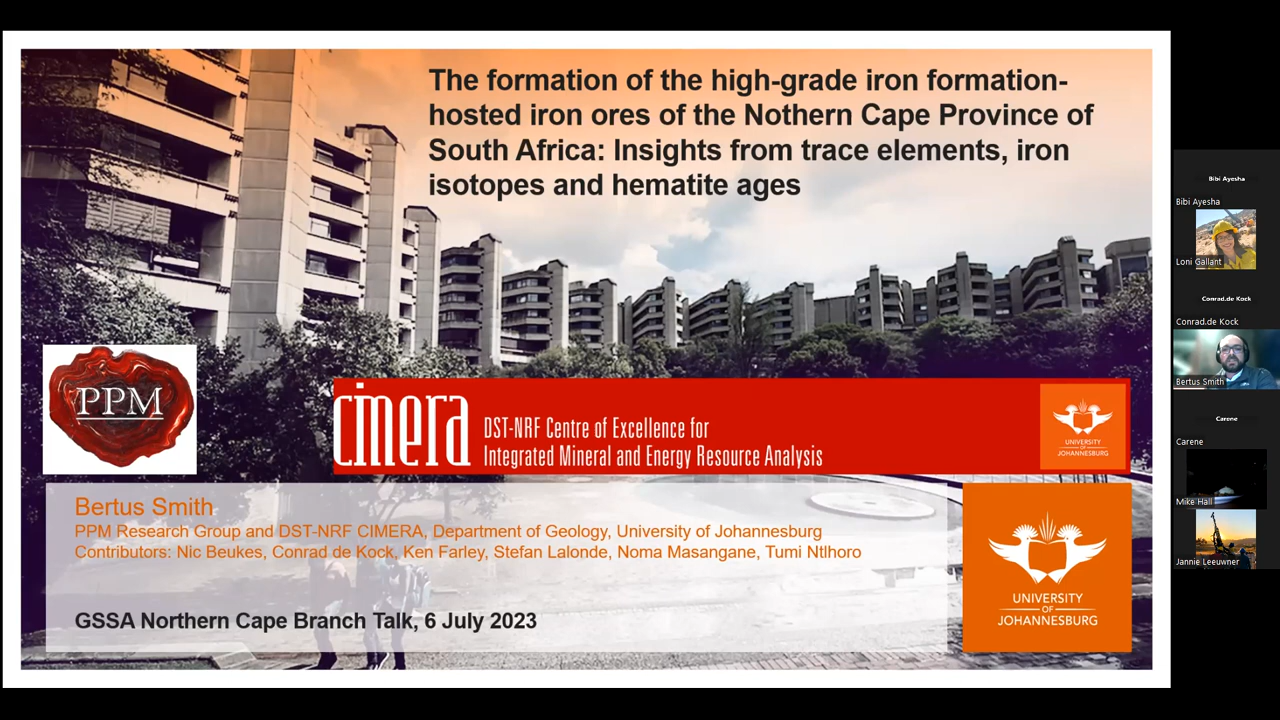 The formation of the high-grade iron formation-
hosted iron ores of the Nothern Cape Province of
South Africa: Insights from trace elements, iron
isotopes and hematite ages
PPM
cimera
DST-NRF Centre of Excellence for
Integrated Mineral and Energy Resource Analysis
UNIVERSITY
OF
JOHANNESBURG
Bertus Smith
PPM Research Group and DST-NRF CIMERA, Department of Geology, University of Johannesburg
Contributors: Nic Beukes, Conrad de Kock, Ken Farley, Stefan Lalonde, Noma Masangane, Tumi Ntlhoro
GSSA Northern Cape Branch Talk, 6 July 2023
UNIVERSITY
OF
JOHANNESBURG
Bibi Ayesha
Bibi Ayesha
Loni Gallant
Conrad.de Kock
Conrad.de Kock
Bertus Smith
Carene
Carene
Mike Hall
Jannie Leeuwner